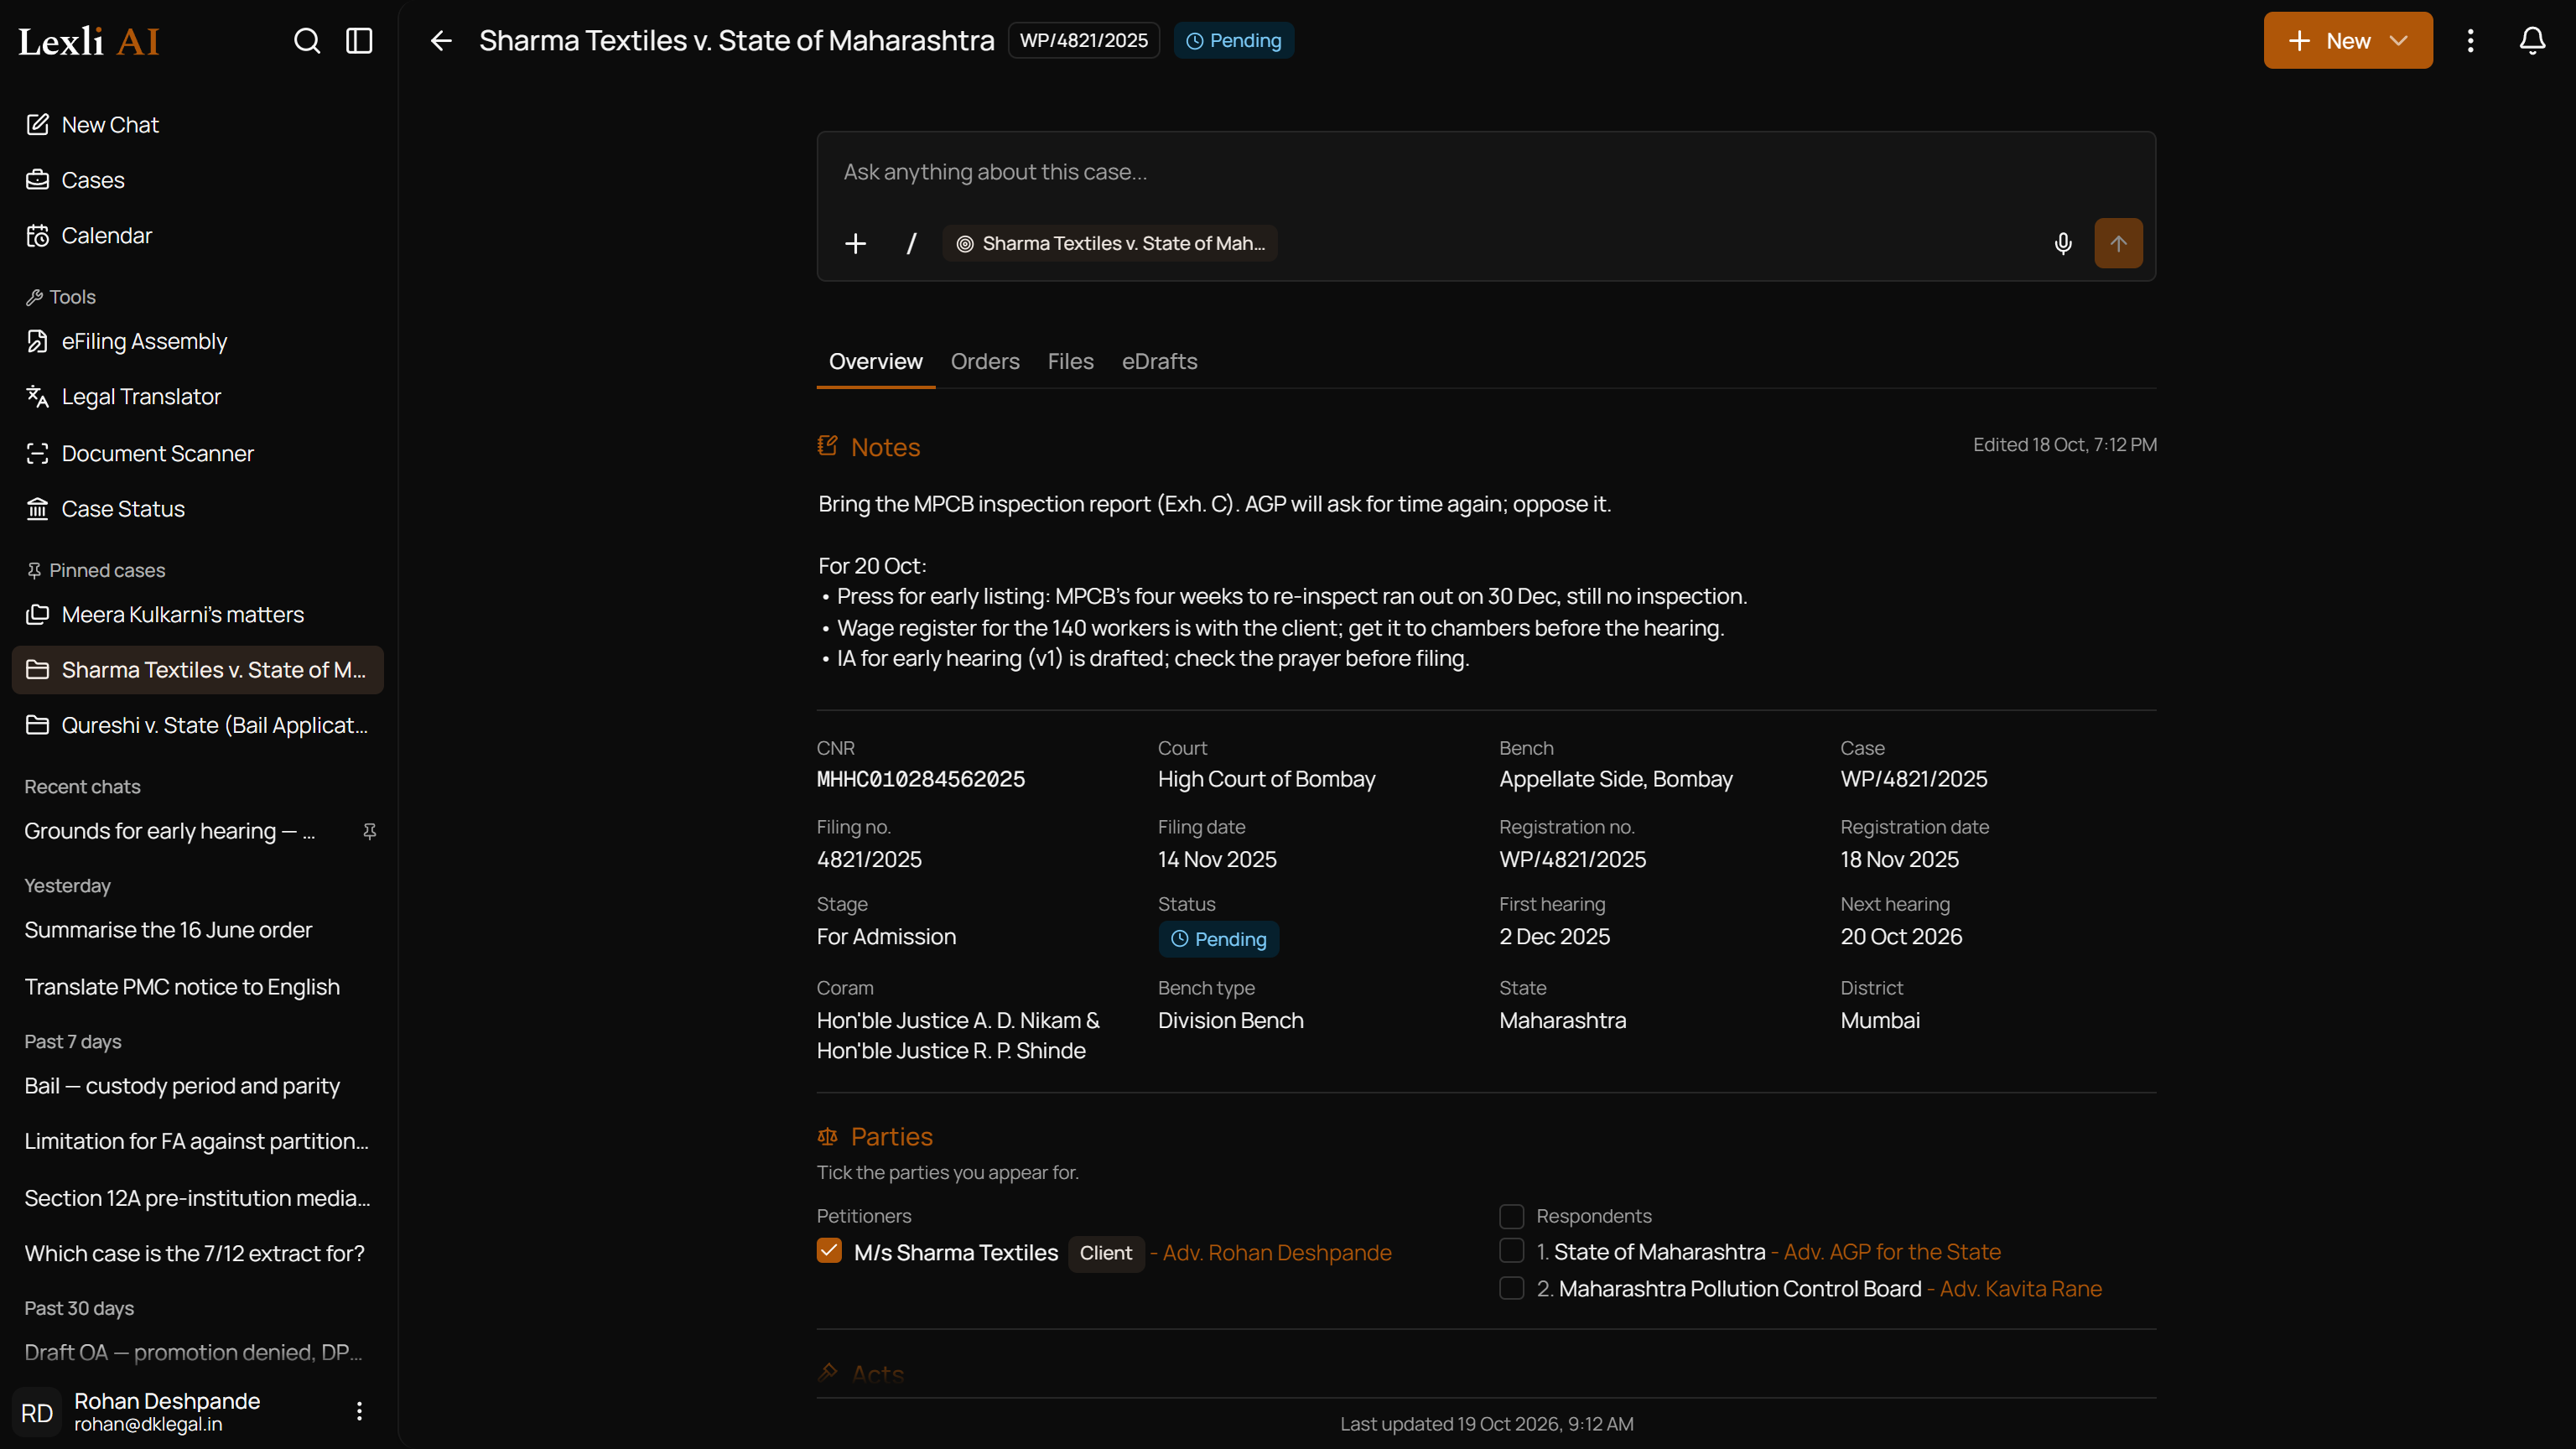 Lexli AI
New Chat
Cases
Calendar
Tools
eFiling Assembly
Legal Translator
Document Scanner
Case Status
Pinned cases
Meera Kulkarni's matters
Sharma Textiles v. State of M...
Qureshi v. State (Bail Applicat...
Recent chats
Grounds for early hearing — ...
Yesterday
Summarise the 16 June order
Translate PMC notice to English
Past 7 days
Bail — custody period and parity
Limitation for FA against partition...
Section 12A pre-institution media...
Which case is the 7/12 extract for?
Past 30 days
Draft OA — promotion denied, DP...
RD
Rohan Deshpande
rohan@dklegal.in
Sharma Textiles v. State of Maharashtra WP/4821/2025 Pending
New
Ask anything about this case...
/ Sharma Textiles v. State of Mah...
Overview Orders Files eDrafts
Notes
Edited 18 Oct, 7:12 PM
Bring the MPCB inspection report (Exh. C). AGP will ask for time again; oppose it.
For 20 Oct:
• Press for early listing: MPCB's four weeks to re-inspect ran out on 30 Dec, still no inspection.
• Wage register for the 140 workers is with the client; get it to chambers before the hearing.
• IA for early hearing (v1) is drafted; check the prayer before filing.
CNR Court Bench Case
MHHC010284562025 High Court of Bombay Appellate Side, Bombay WP/4821/2025
Filing no. Filing date Registration no. Registration date
4821/2025 14 Nov 2025 WP/4821/2025 18 Nov 2025
Stage Status First hearing Next hearing
For Admission Pending 2 Dec 2025 20 Oct 2026
Coram Bench type State District
Hon'ble Justice A. D. Nikam & Division Bench Maharashtra Mumbai
Hon'ble Justice R. P. Shinde
Parties
Tick the parties you appear for.
Petitioners
M/s Sharma Textiles Client - Adv. Rohan Deshpande
Respondents
1. State of Maharashtra - Adv. AGP for the State
2. Maharashtra Pollution Control Board - Adv. Kavita Rane
Acts
Last updated 19 Oct 2026, 9:12 AM